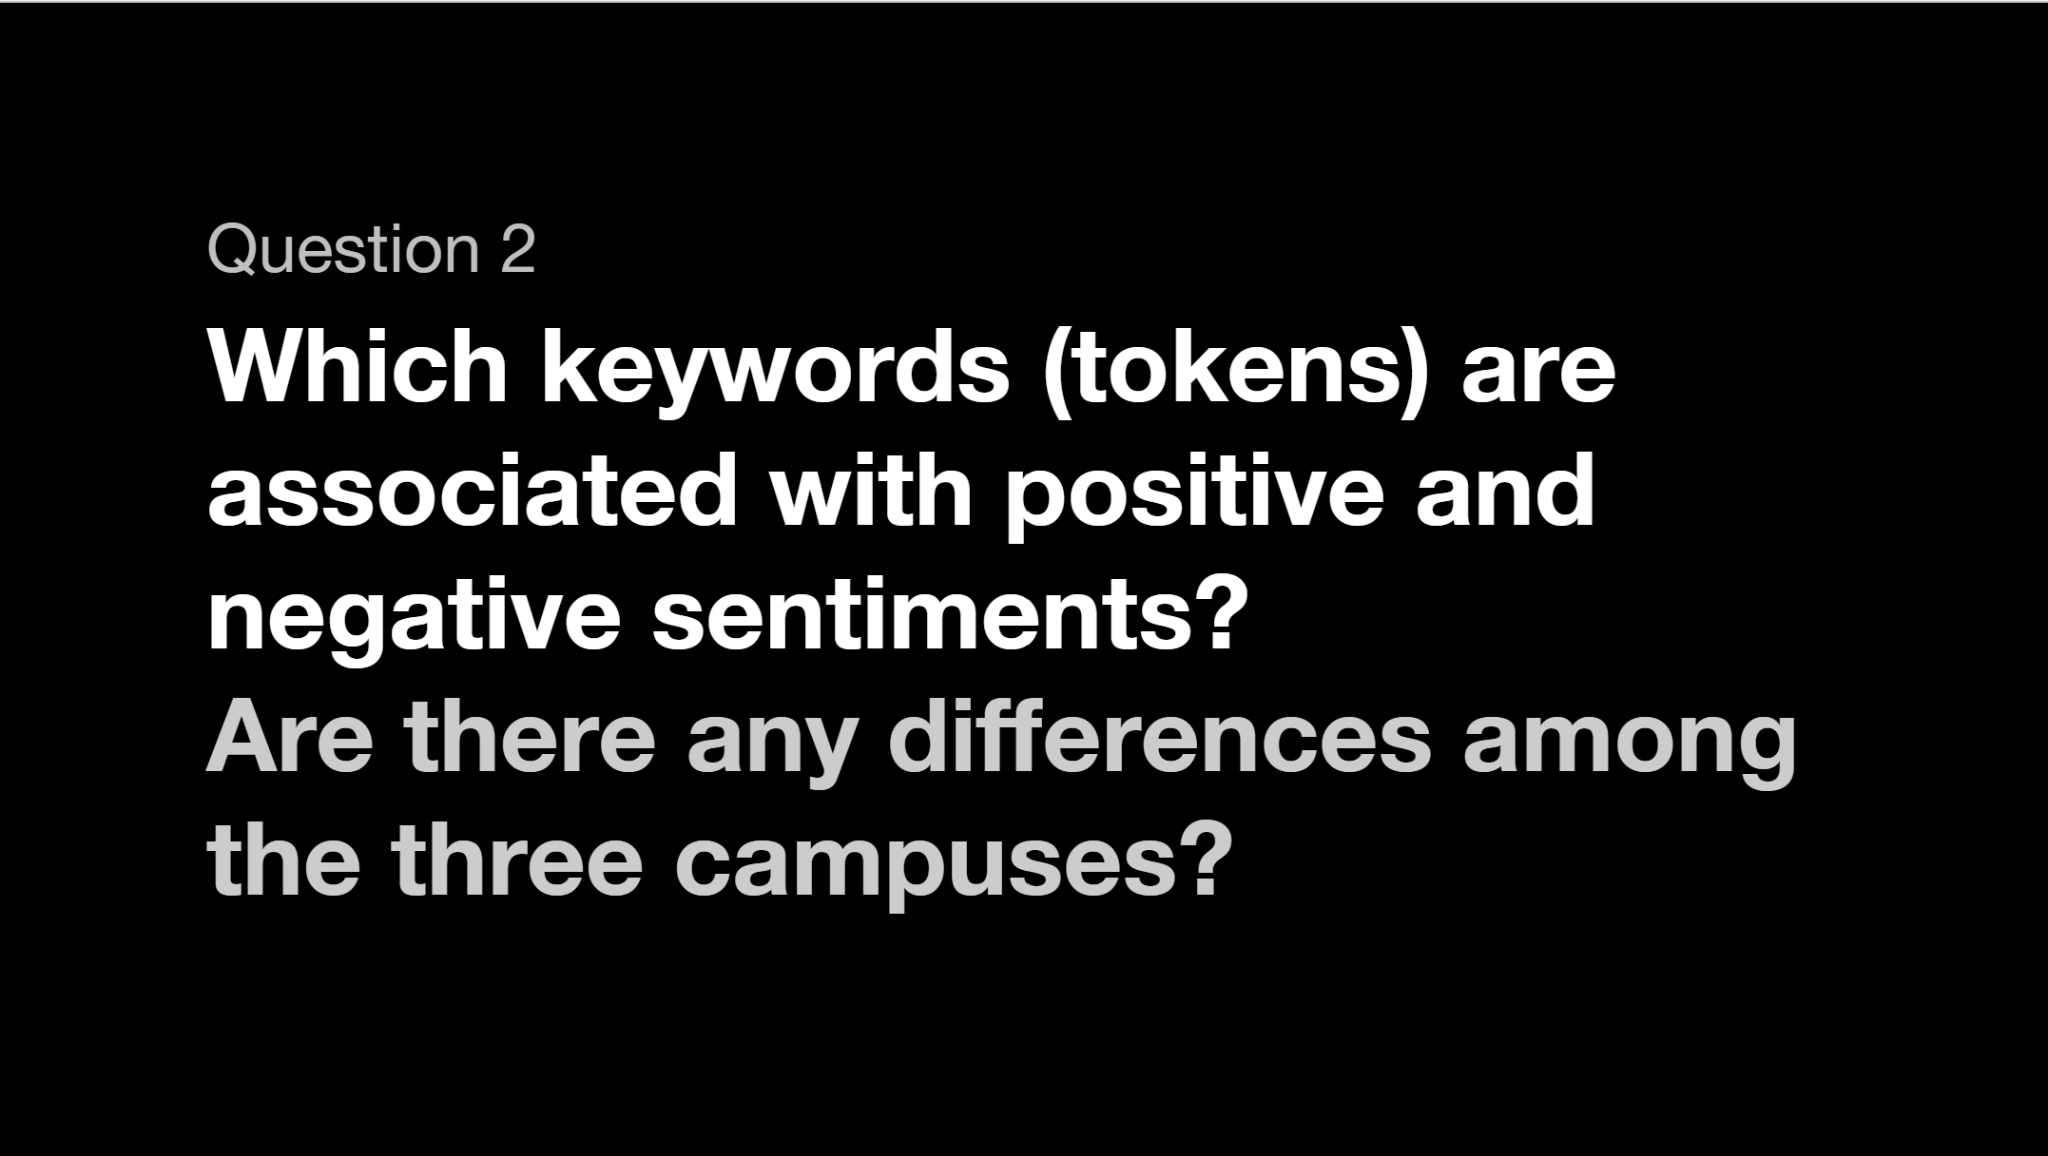 Question 2
Which keywords (tokens) are
associated with positive and
negative sentiments?
Are there any differences among
the three campuses?